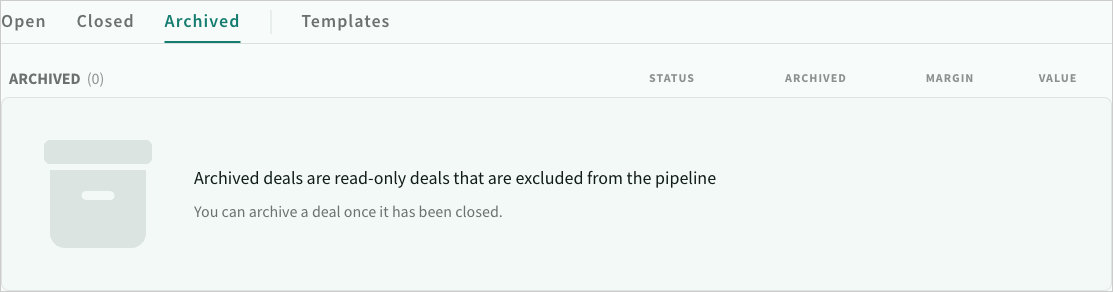 Open Closed Archived Templates
ARCHIVED (0) STATUS ARCHIVED MARGIN VALUE
Archived deals are read-only deals that are excluded from the pipeline
You can archive a deal once it has been closed.